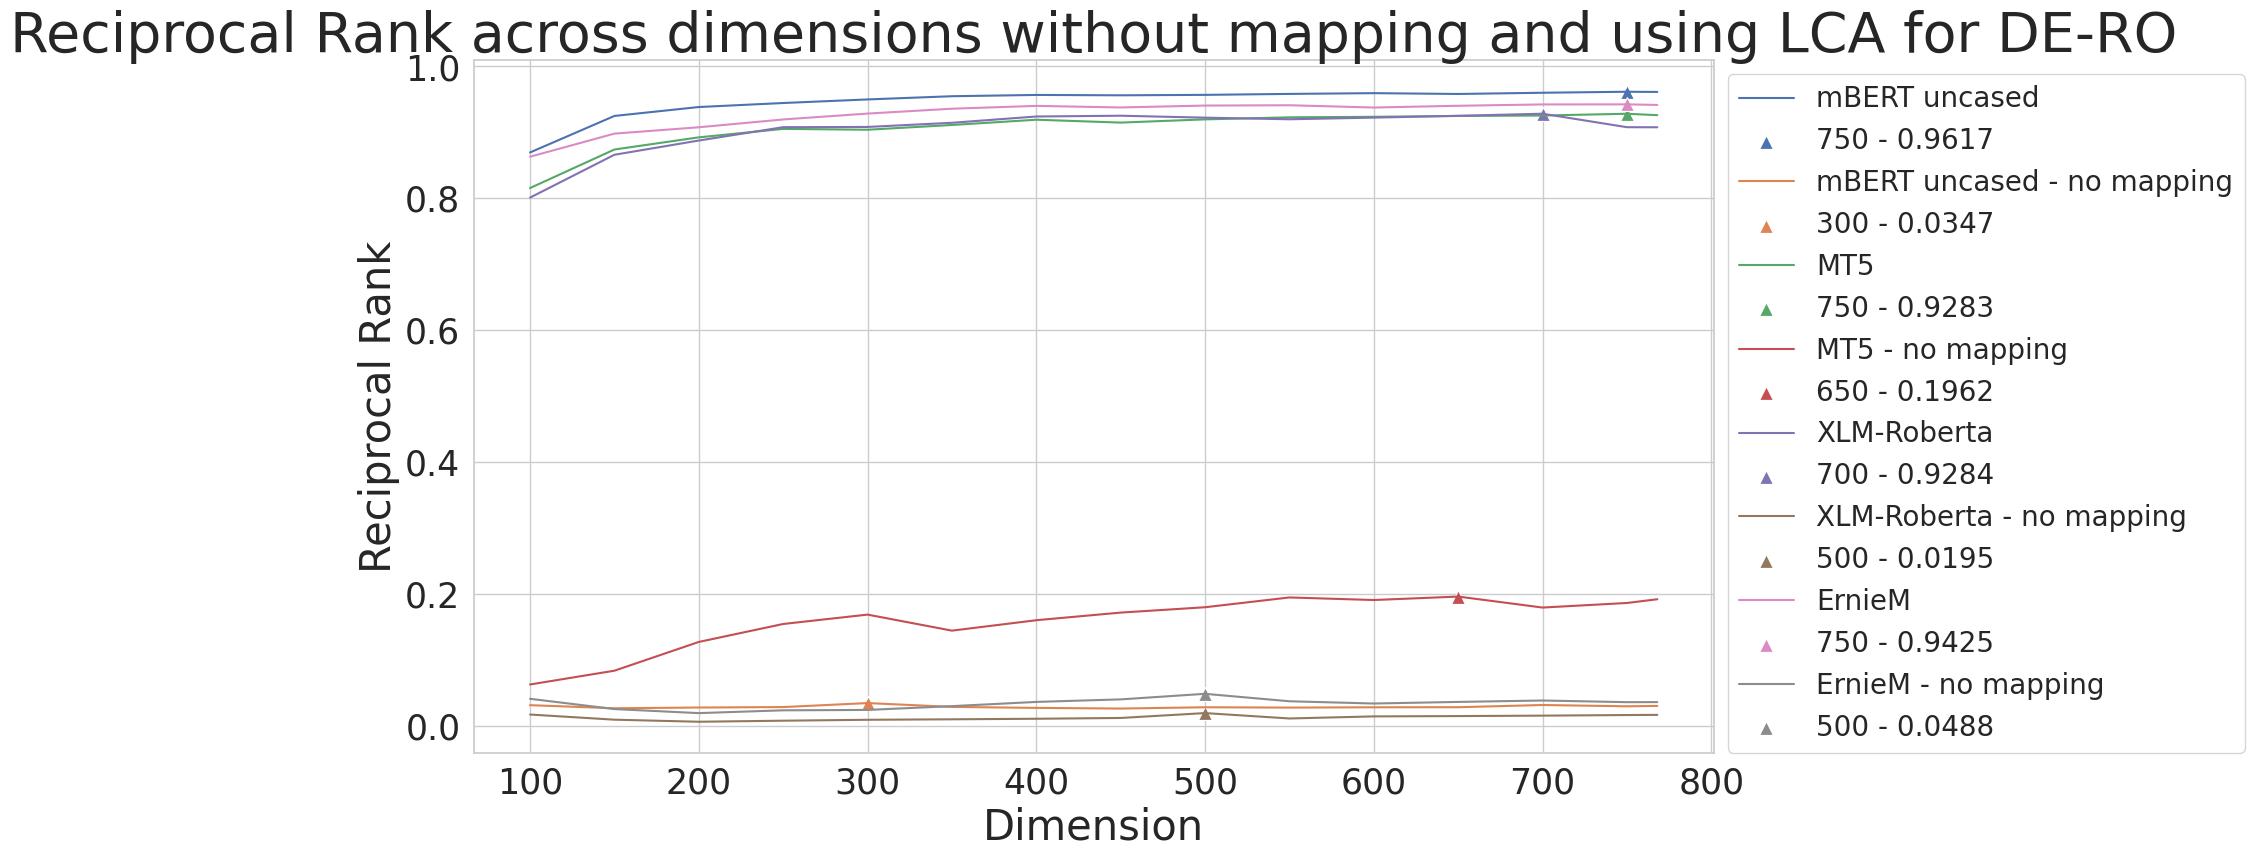 Reciprocal Rank across dimensions without mapping and using LCA for DE-RO
Reciprocal Rank
1.0
0.8
0.6
0.4
0.2
0.0
100 200 300 400 500 600 700 800
Dimension
mBERT uncased
750 - 0.9617
mBERT uncased - no mapping
300 - 0.0347
MT5
750 - 0.9283
MT5 - no mapping
650 - 0.1962
XLM-Roberta
700 - 0.9284
XLM-Roberta - no mapping
500 - 0.0195
ErnieM
750 - 0.9425
ErnieM - no mapping
500 - 0.0488